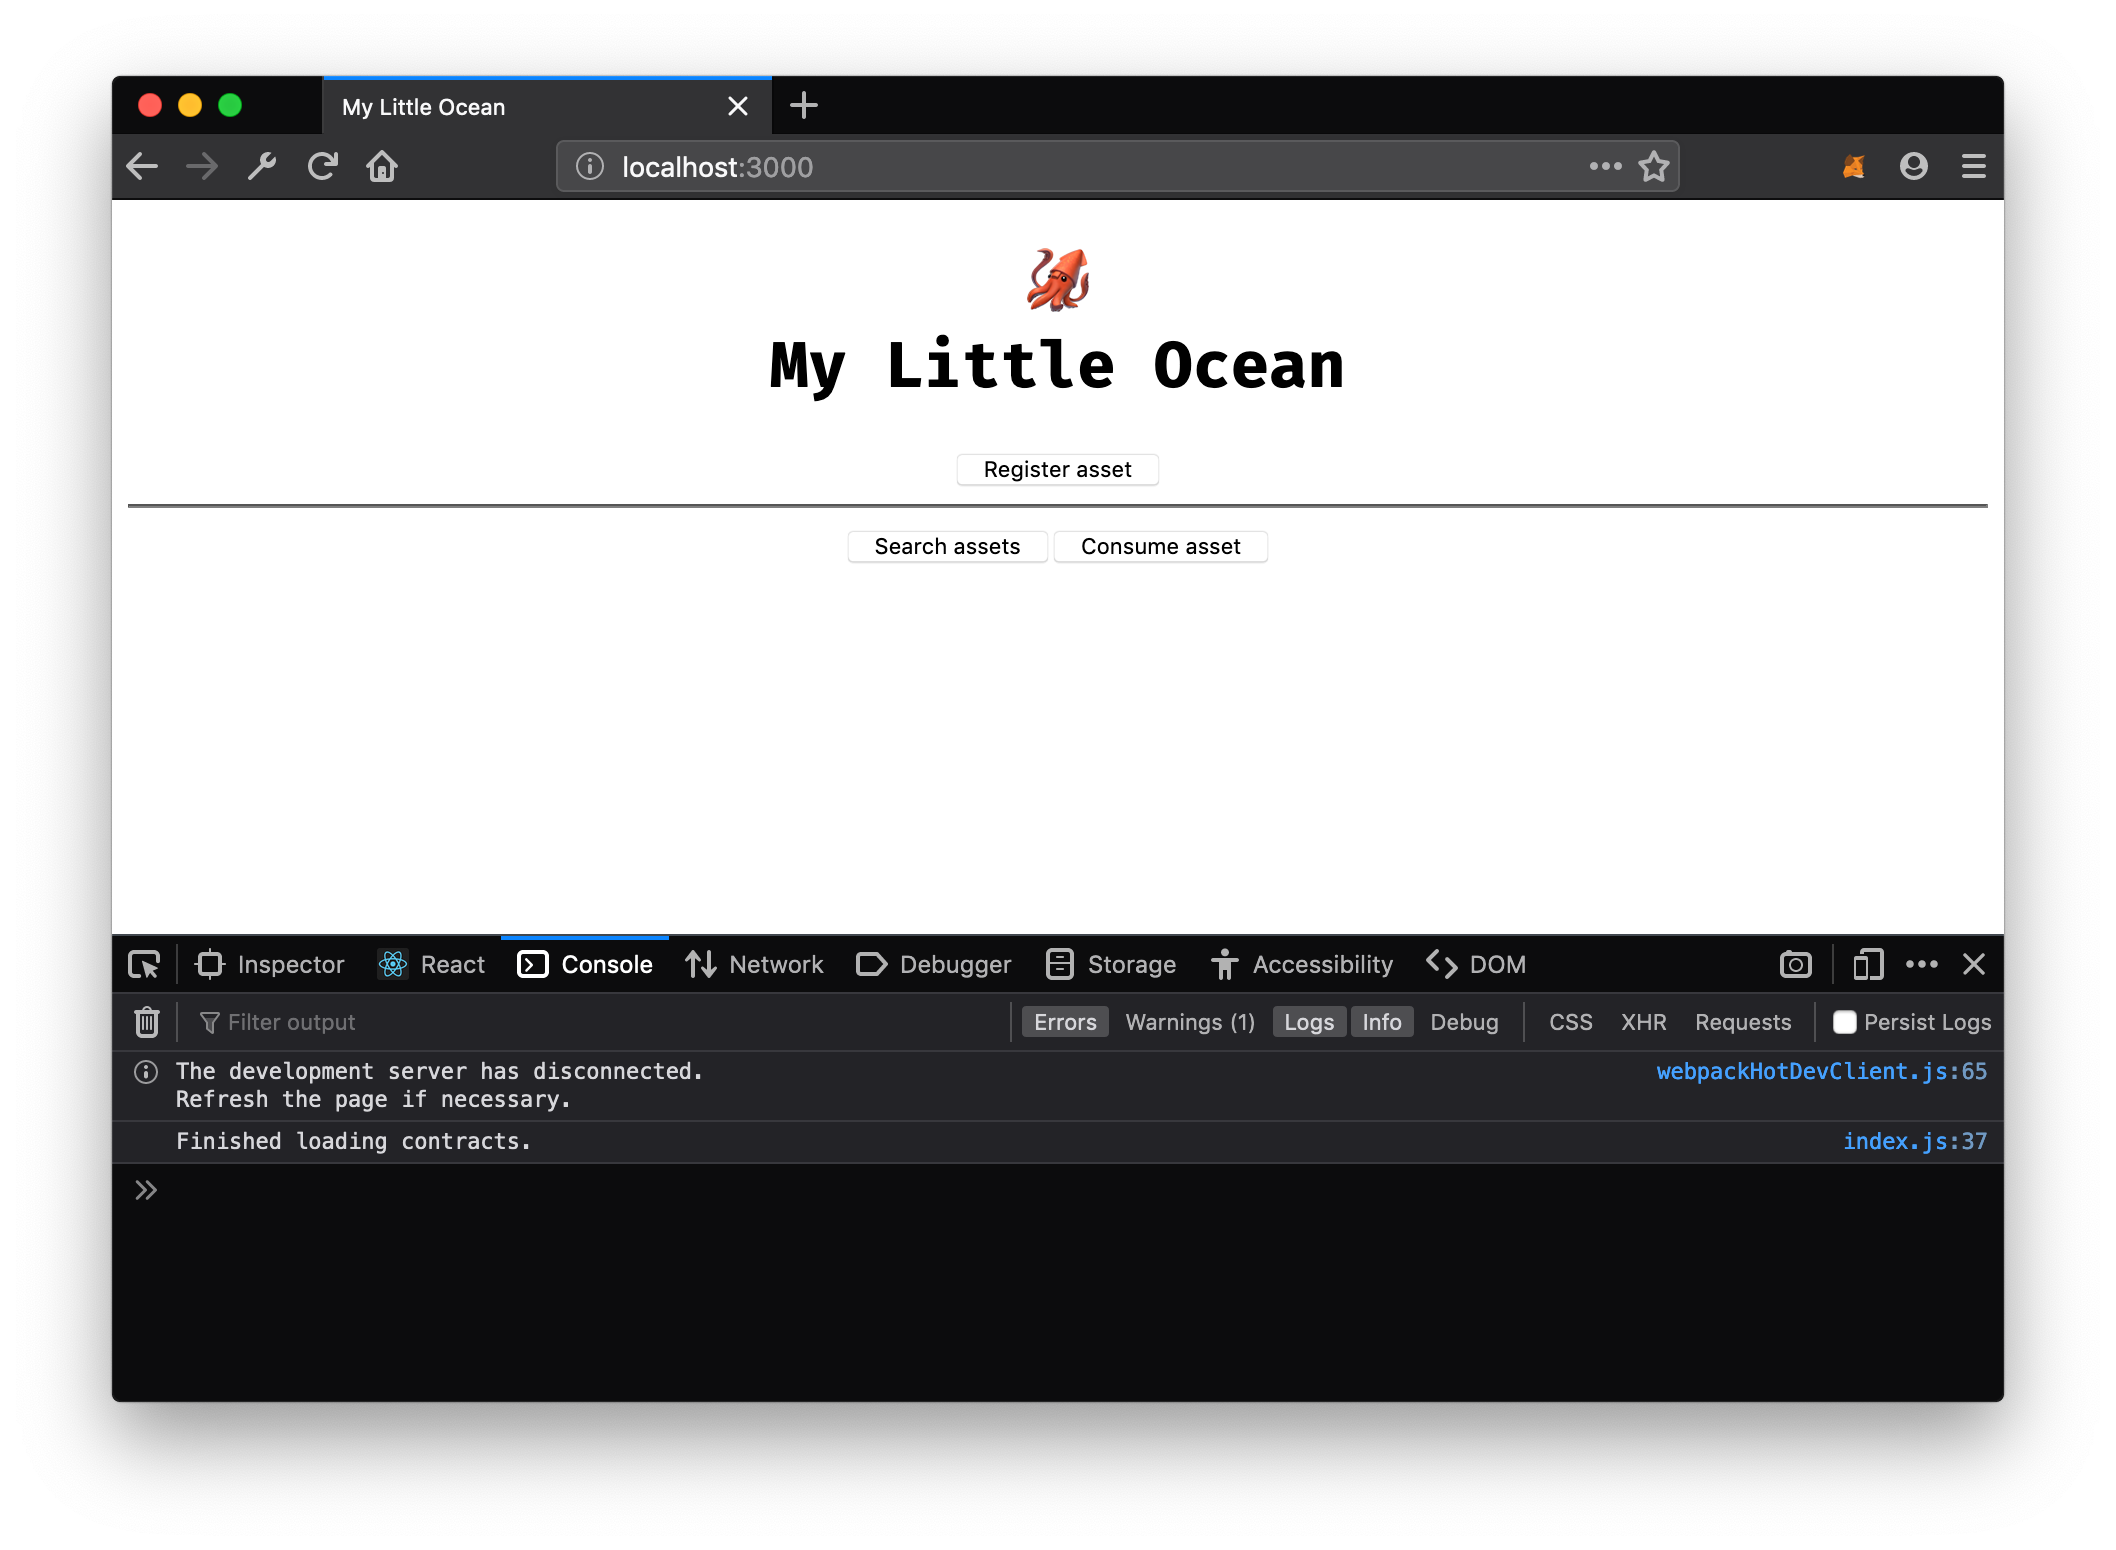 My Little Ocean
localhost:3000
My Little Ocean
Register asset
Search assets Consume asset
Inspector React Console Network Debugger Storage Accessibility DOM
Filter output Errors Warnings (1) Logs Info Debug CSS XHR Requests Persist Logs
The development server has disconnected. webpackHotDevClient.js:65
Refresh the page if necessary.
Finished loading contracts. index.js:37